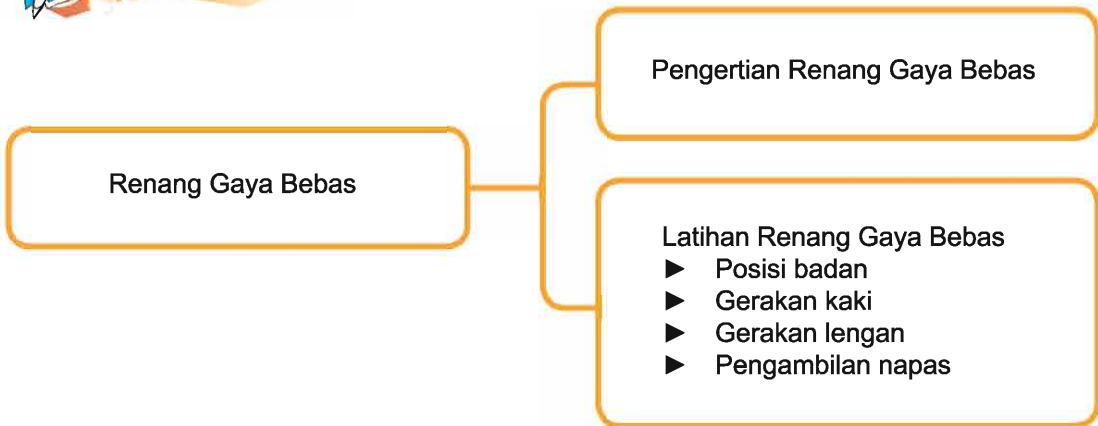 Pengertian Renang Gaya Bebas
Renang Gaya Bebas
Latihan Renang Gaya Bebas
► Posisi badan
► Gerakan kaki
► Gerakan lengan
► Pengambilan napas